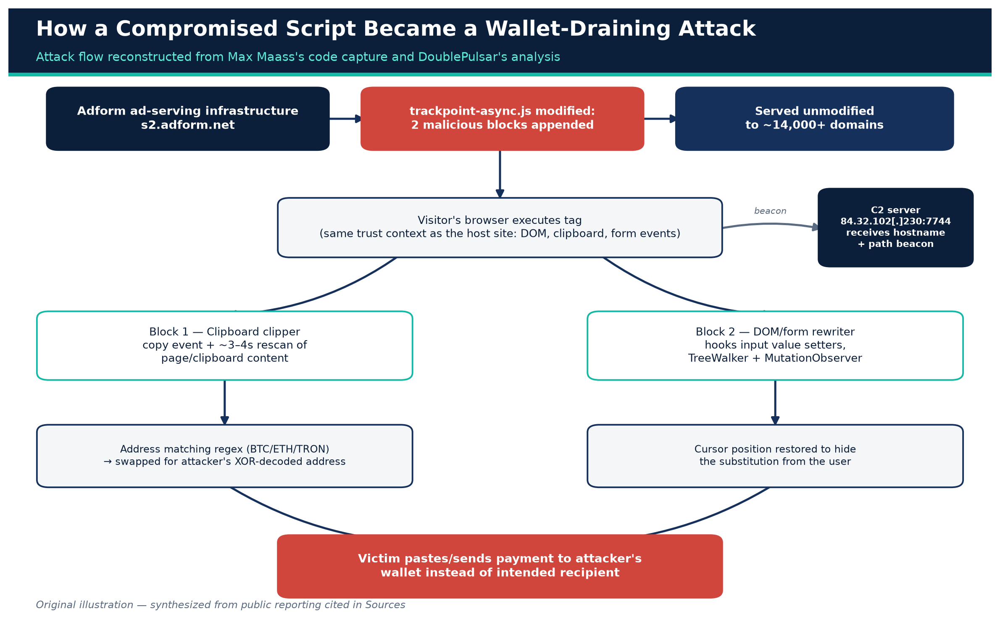 How a Compromised Script Became a Wallet-Draining Attack
Attack flow reconstructed from Max Maass's code capture and DoublePulsar's analysis
Adform ad-serving infrastructure
s2.adform.net
trackpoint-async.js modified:
2 malicious blocks appended
Served unmodified
to ~14,000+ domains
Visitor's browser executes tag
(same trust context as the host site: DOM, clipboard, form events)
beacon
C2 server
84.32.102[.]230:7744
receives hostname
+ path beacon
Block 1 — Clipboard clipper
copy event + ~3–4s rescan of
page/clipboard content
Block 2 — DOM/form rewriter
hooks input value setters,
TreeWalker + MutationObserver
Address matching regex (BTC/ETH/TRON)
→ swapped for attacker's XOR-decoded address
Cursor position restored to hide
the substitution from the user
Victim pastes/sends payment to attacker's
wallet instead of intended recipient
Original illustration — synthesized from public reporting cited in Sources